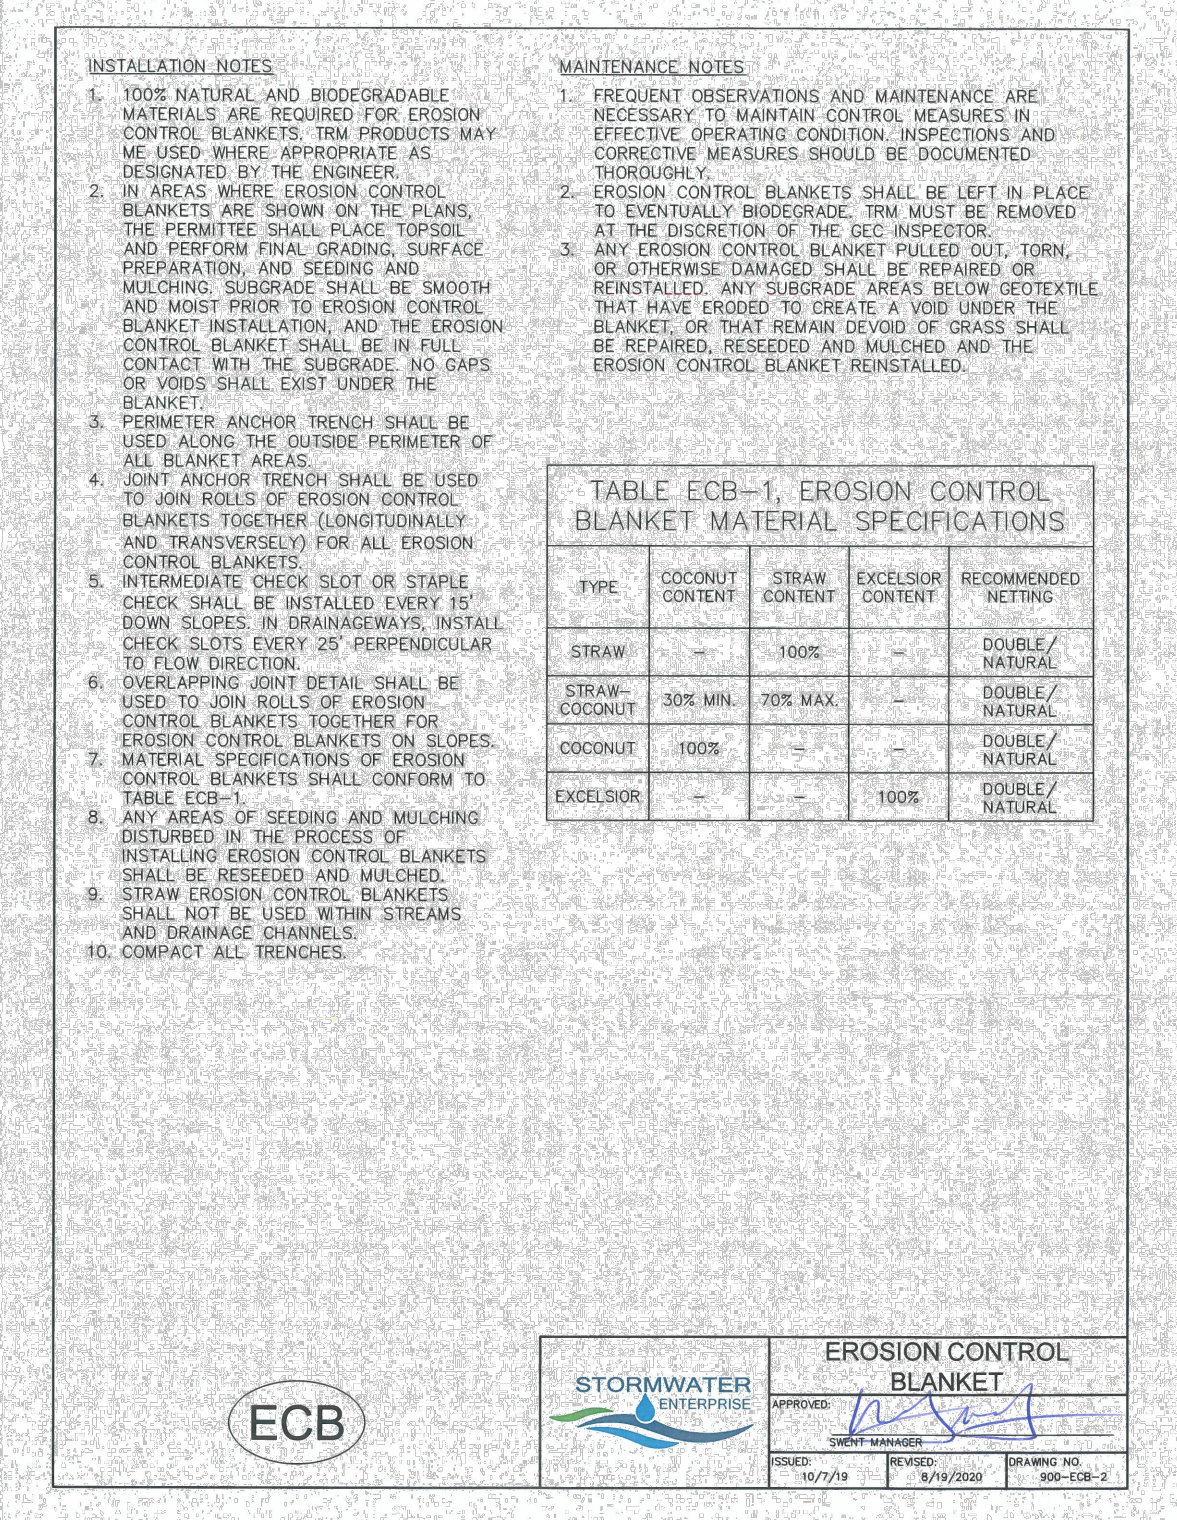 INSTALLATION NOTES
1. 100% NATURAL AND BIODEGRADABLE
MATERIALS ARE REQUIRED FOR EROSION
CONTROL BLANKETS. TRM PRODUCTS MAY
ME USED WHERE APPROPRIATE AS
DESIGNATED BY THE ENGINEER.
2. IN AREAS WHERE EROSION CONTROL
BLANKETS ARE SHOWN ON THE PLANS,
THE PERMITTEE SHALL PLACE TOPSOIL
AND PERFORM FINAL GRADING, SURFACE
PREPARATION, AND SEEDING AND
MULCHING. SUBGRADE SHALL BE SMOOTH
AND MOIST PRIOR TO EROSION CONTROL
BLANKET INSTALLATION, AND THE EROSION
CONTROL BLANKET SHALL BE IN FULL
CONTACT WITH THE SUBGRADE. NO GAPS
OR VOIDS SHALL EXIST UNDER THE
BLANKET.
3. PERIMETER ANCHOR TRENCH SHALL BE
USED ALONG THE OUTSIDE PERIMETER OF
ALL BLANKET AREAS.
4. JOINT ANCHOR TRENCH SHALL BE USED
TO JOIN ROLLS OF EROSION CONTROL
BLANKETS TOGETHER (LONGITUDINALLY
AND TRANSVERSELY) FOR ALL EROSION
CONTROL BLANKETS.
5. INTERMEDIATE CHECK SLOT OR STAPLE
CHECK SHALL BE INSTALLED EVERY 15'
DOWN SLOPES. IN DRAINAGEWAYS, INSTALL
CHECK SLOTS EVERY 25' PERPENDICULAR
TO FLOW DIRECTION.
6. OVERLAPPING JOINT DETAIL SHALL BE
USED TO JOIN ROLLS OF EROSION
CONTROL BLANKETS TOGETHER FOR
EROSION CONTROL BLANKETS ON SLOPES.
7. MATERIAL SPECIFICATIONS OF EROSION
CONTROL BLANKETS SHALL CONFORM TO
TABLE ECB-1.
8. ANY AREAS OF SEEDING AND MULCHING
DISTURBED IN THE PROCESS OF
INSTALLING EROSION CONTROL BLANKETS
SHALL BE RESEEDED AND MULCHED.
9. STRAW EROSION CONTROL BLANKETS
SHALL NOT BE USED WITHIN STREAMS
AND DRAINAGE CHANNELS.
10. COMPACT ALL TRENCHES.
MAINTENANCE NOTES
1. FREQUENT OBSERVATIONS AND MAINTENANCE ARE
NECESSARY TO MAINTAIN CONTROL MEASURES IN
EFFECTIVE OPERATING CONDITION. INSPECTIONS AND
CORRECTIVE MEASURES SHOULD BE DOCUMENTED
THOROUGHLY.
2. EROSION CONTROL BLANKETS SHALL BE LEFT IN PLACE
TO EVENTUALLY BIODEGRADE. TRM MUST BE REMOVED
AT THE DISCRETION OF THE GEC INSPECTOR.
3. ANY EROSION CONTROL BLANKET PULLED OUT, TORN,
OR OTHERWISE DAMAGED SHALL BE REPAIRED OR
REINSTALLED. ANY SUBGRADE AREAS BELOW GEOTEXTILE
THAT HAVE ERODED TO CREATE A VOID UNDER THE
BLANKET, OR THAT REMAIN DEVOID OF GRASS SHALL
BE REPAIRED, RESEEDED AND MULCHED AND THE
EROSION CONTROL BLANKET REINSTALLED.
TABLE ECB-1, EROSION CONTROL
BLANKET MATERIAL SPECIFICATIONS
TYPE COCONUT CONTENT STRAW CONTENT EXCELSIOR CONTENT RECOMMENDED NETTING
STRAW - 100% - DOUBLE/ NATURAL
STRAW-COCONUT 30% MIN. 70% MAX. - DOUBLE/ NATURAL
COCONUT 100% - - DOUBLE/ NATURAL
EXCELSIOR - - 100% DOUBLE/ NATURAL
ECB
STORMWATER
ENTERPRISE
EROSION CONTROL
BLANKET
APPROVED:
SWENT MANAGER
ISSUED: 10/7/19
REVISED: 8/19/2020
DRAWING NO. 900-ECB-2